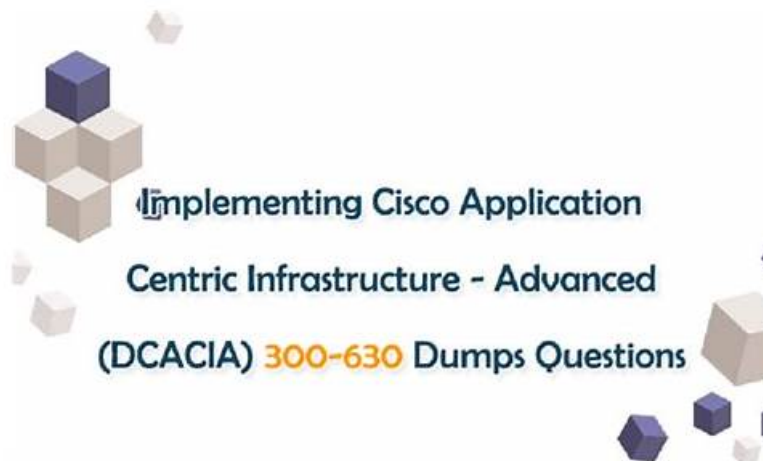 Implementing Cisco Application
Centric Infrastructure - Advanced
(DCACIA) 300-630 Dumps Questions